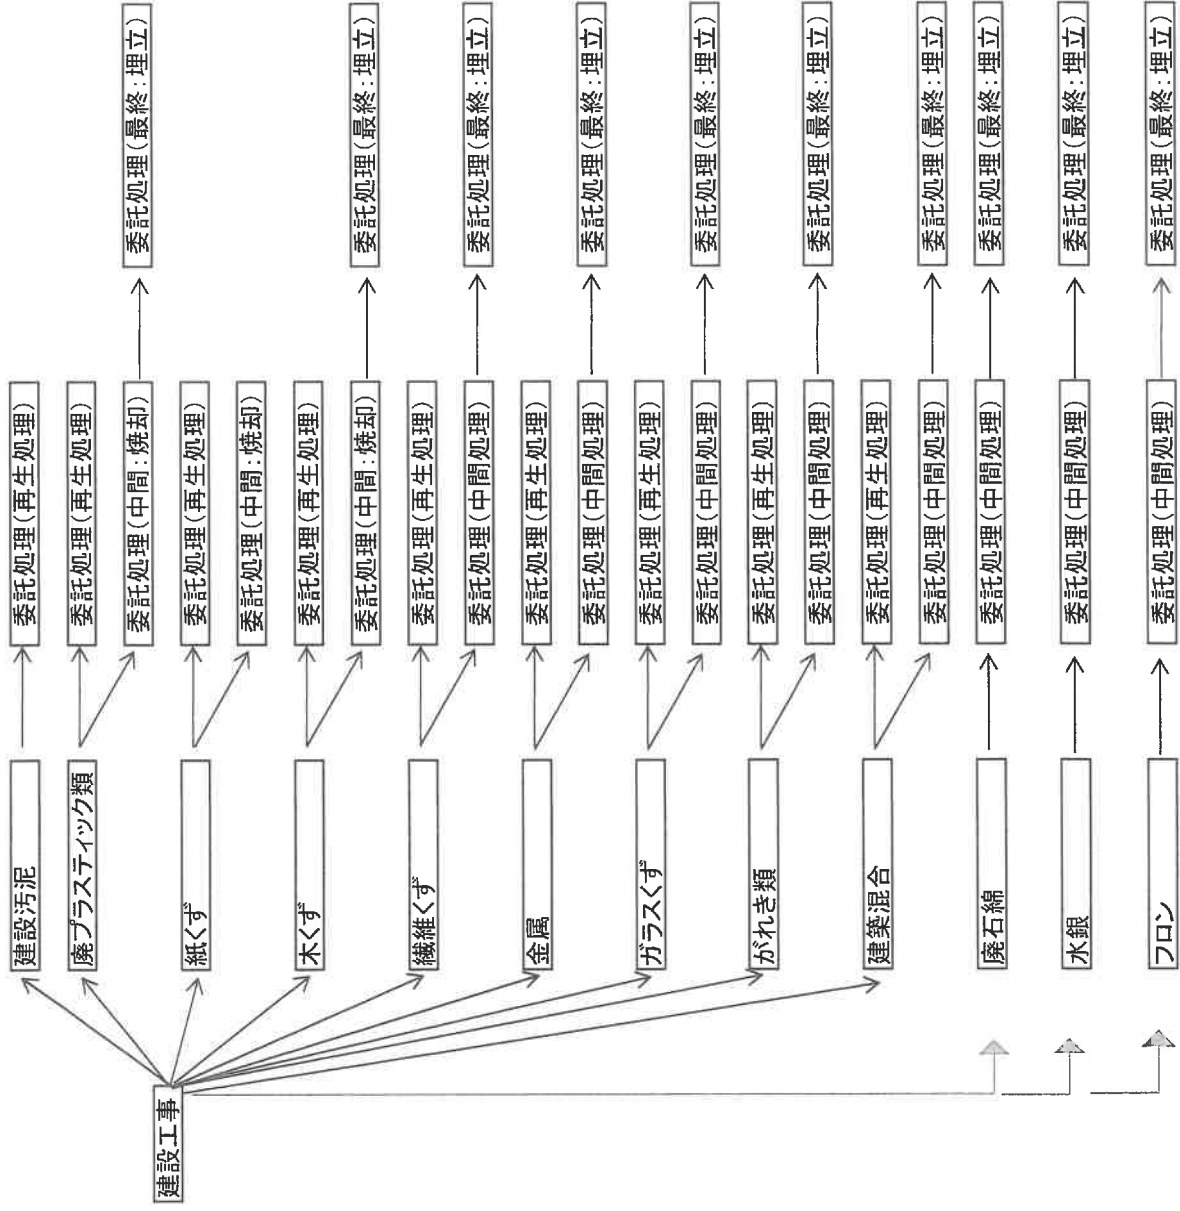 建設工事
建設汚泥
委託処理(再生処理)
廃プラスティック類
委託処理(再生処理)
委託処理(中間:焼却)
委託処理(最終:埋立)
紙くず
委託処理(再生処理)
委託処理(中間:焼却)
木くず
委託処理(再生処理)
委託処理(中間:焼却)
委託処理(最終:埋立)
繊維くず
委託処理(再生処理)
委託処理(中間処理)
委託処理(最終:埋立)
金属
委託処理(再生処理)
委託処理(中間処理)
委託処理(最終:埋立)
ガラスくず
委託処理(再生処理)
委託処理(中間処理)
委託処理(最終:埋立)
がれき類
委託処理(再生処理)
委託処理(中間処理)
委託処理(最終:埋立)
建築混合
委託処理(再生処理)
委託処理(中間処理)
委託処理(最終:埋立)
廃石綿
委託処理(中間処理)
委託処理(最終:埋立)
水銀
委託処理(中間処理)
委託処理(最終:埋立)
フロン
委託処理(中間処理)
委託処理(最終:埋立)